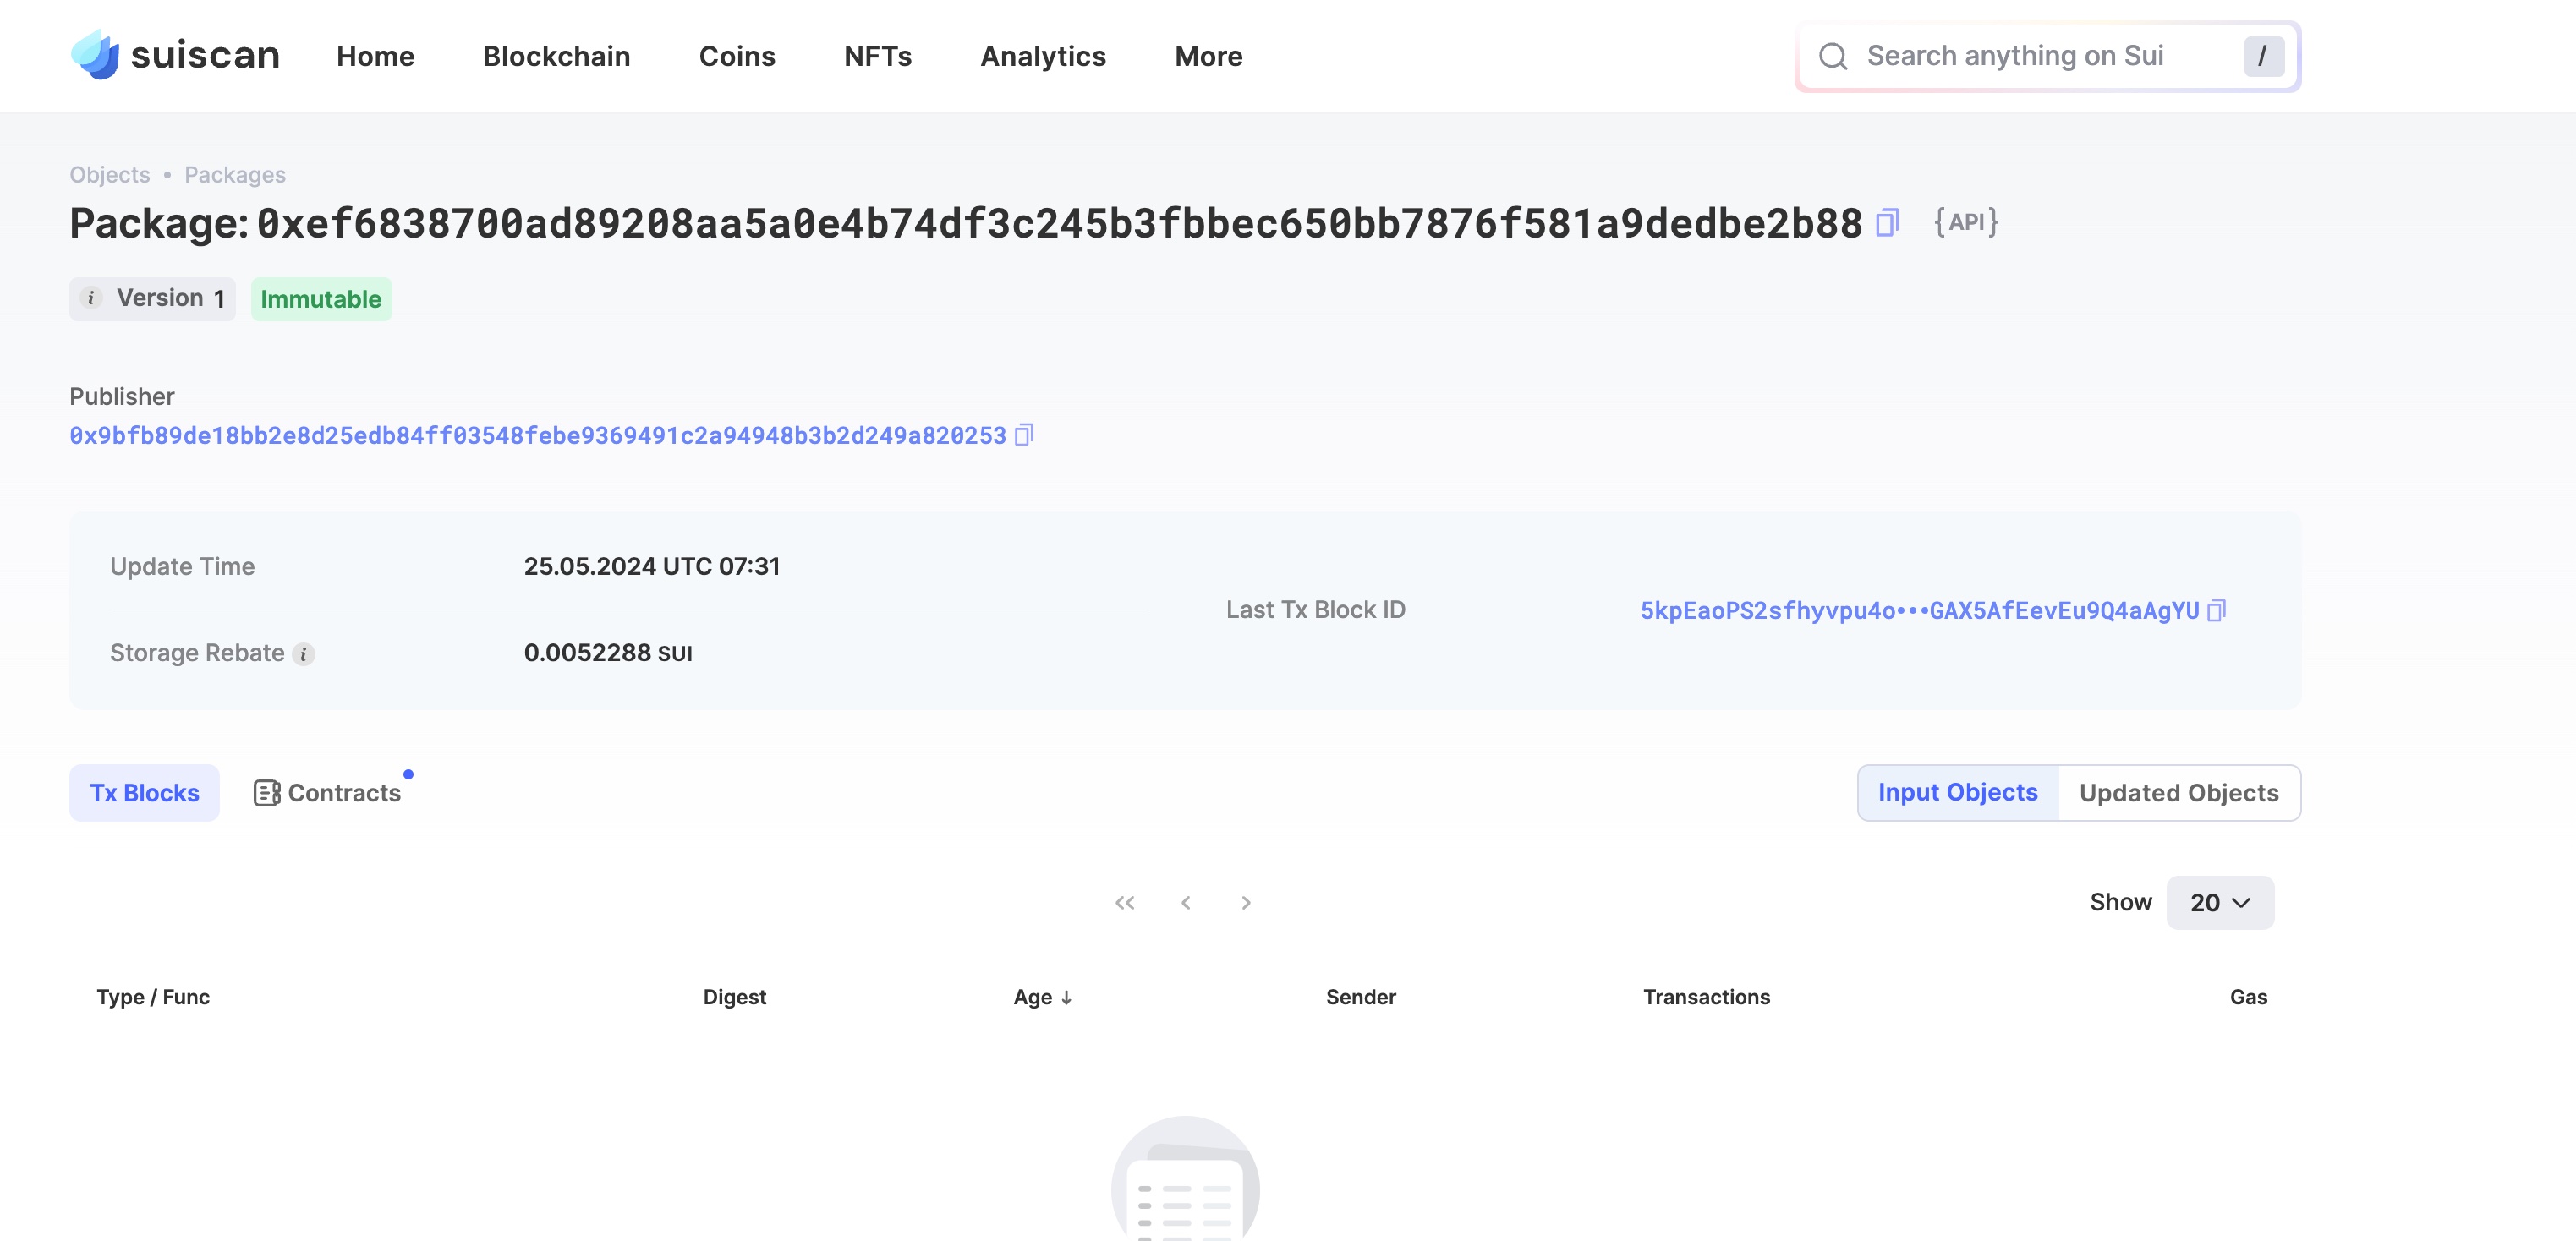 suiscan Home Blockchain Coins NFTs Analytics More Search anything on Sui /
Objects • Packages
Package: 0xef6838700ad89208aa5a0e4b74df3c245b3fbbec650bb7876f581a9dedbe2b88 {API}
i Version 1 Immutable
Publisher
0x9bfb89de18bb2e8d25edb84ff03548febe9369491c2a94948b3b2d249a820253
Update Time 25.05.2024 UTC 07:31
Last Tx Block ID 5kpEaoPS2sfhyvpu4o•••GAX5AfEevEu9Q4aAgYU
Storage Rebate i 0.0052288 SUI
Tx Blocks Contracts Input Objects Updated Objects
Show 20
Type / Func Digest Age ↓ Sender Transactions Gas